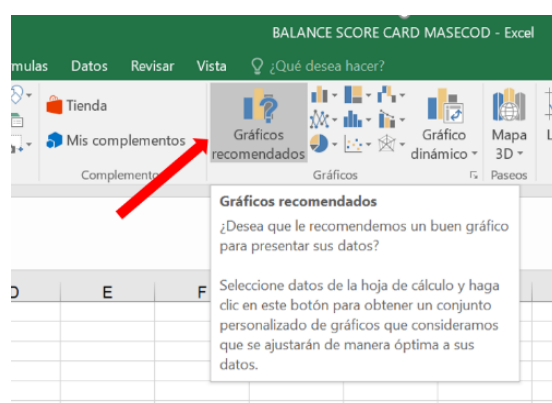 BALANCE SCORE CARD MASECOD - Excel
mulas Datos Revisar Vista ¿Qué desea hacer?
Tienda
Mis complementos
Complementos
Gráficos
recomendados
Gráfico
dinámico
Mapa
3D
L
Gráficos
Paseos
Gráficos recomendados
¿Desea que le recomendemos un buen gráfico
para presentar sus datos?
Seleccione datos de la hoja de cálculo y haga
clic en este botón para obtener un conjunto
personalizado de gráficos que consideramos
que se ajustarán de manera óptima a sus
datos.
D E F